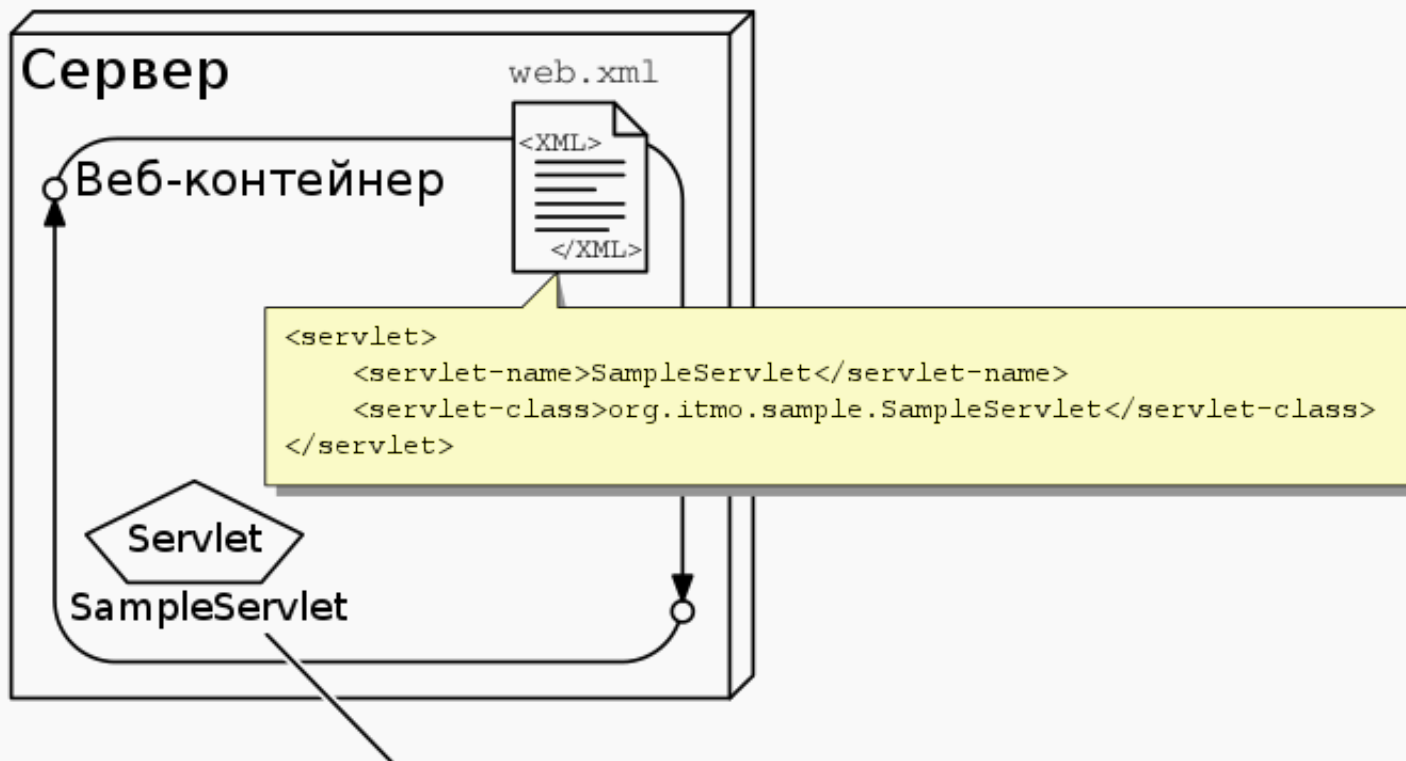 Сервер
web.xml
<XML>
</XML>
Веб-контейнер
<servlet>
<servlet-name>SampleServlet</servlet-name>
<servlet-class>org.itmo.sample.SampleServlet</servlet-class>
</servlet>
Servlet
SampleServlet